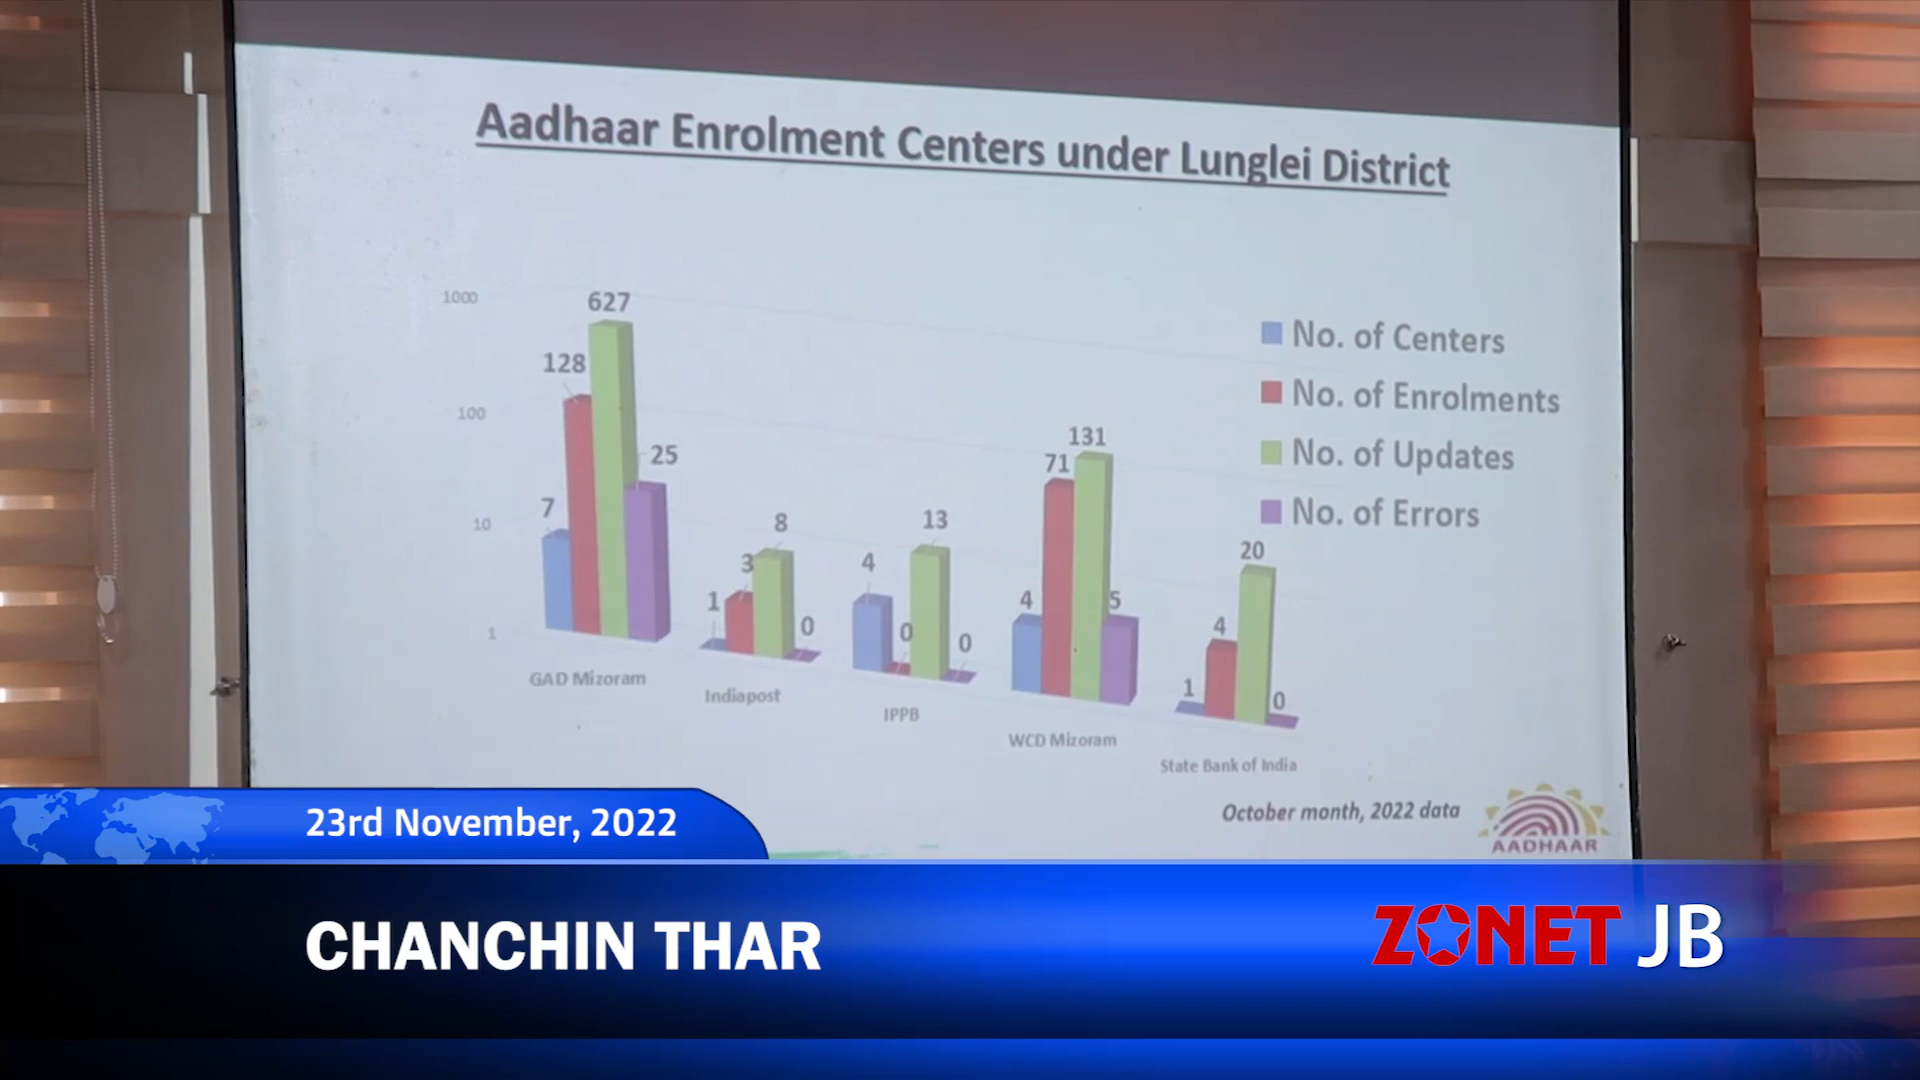 Aadhaar Enrolment Centers under Lunglei District
1000
100
10
1
7
128
627
25
1
3
8
0
4
0
13
0
4
71
131
5
1
4
20
0
GAD Mizoram
Indiapost
IPPB
WCD Mizoram
State Bank of India
No. of Centers
No. of Enrolments
No. of Updates
No. of Errors
October month, 2022 data
AADHAAR
23rd November, 2022
CHANCHIN THAR
ZONET JB